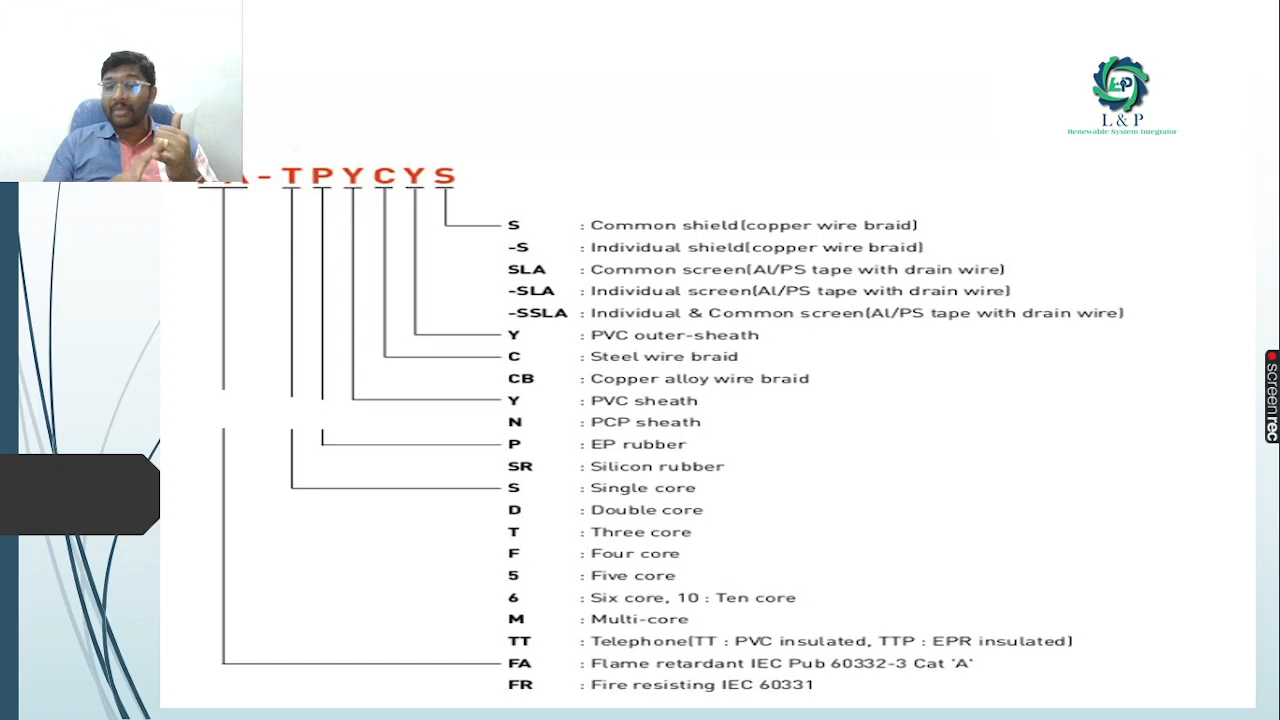 L & P
Renewable System Integrator
-TPYCYS
S : Common shield(copper wire braid)
-S : Individual shield(copper wire braid)
SLA : Common screen(Al/PS tape with drain wire)
-SLA : Individual screen(Al/PS tape with drain wire)
-SSLA : Individual & Common screen(Al/PS tape with drain wire)
Y : PVC outer-sheath
C : Steel wire braid
CB : Copper alloy wire braid
Y : PVC sheath
N : PCP sheath
P : EP rubber
SR : Silicon rubber
S : Single core
D : Double core
T : Three core
F : Four core
5 : Five core
6 : Six core, 10 : Ten core
M : Multi-core
TT : Telephone(TT : PVC insulated, TTP : EPR insulated)
FA : Flame retardant IEC Pub 60332-3 Cat 'A'
FR : Fire resisting IEC 60331
screenrec